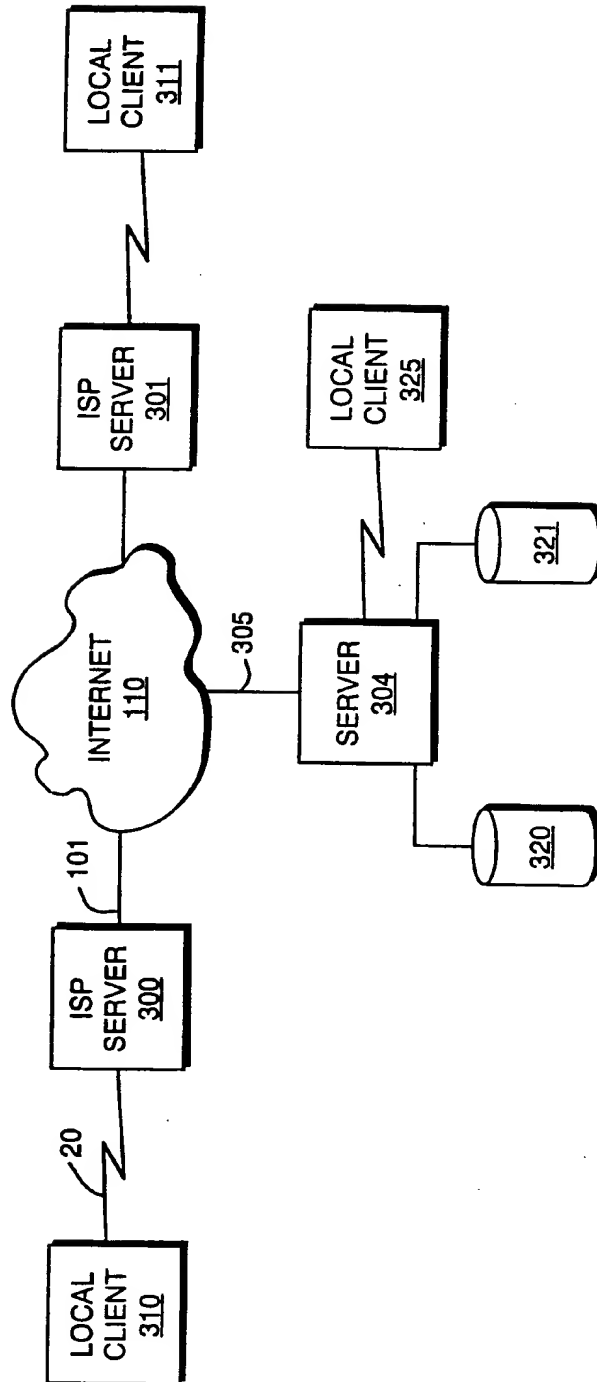 LOCAL
CLIENT
310
20
ISP
SERVER
300
101
INTERNET
110
ISP
SERVER
301
LOCAL
CLIENT
311
305
SERVER
304
LOCAL
CLIENT
325
320
321